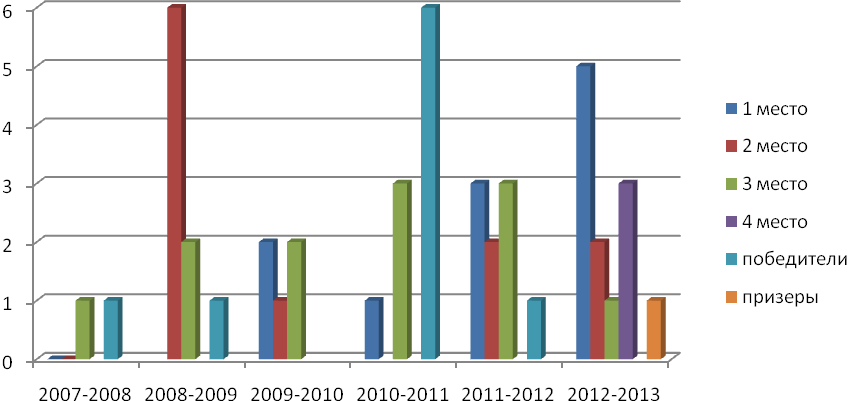 6
5
4
3
2
1
0
2007-2008 2008-2009 2009-2010 2010-2011 2011-2012 2012-2013
1 место
2 место
3 место
4 место
победители
призеры